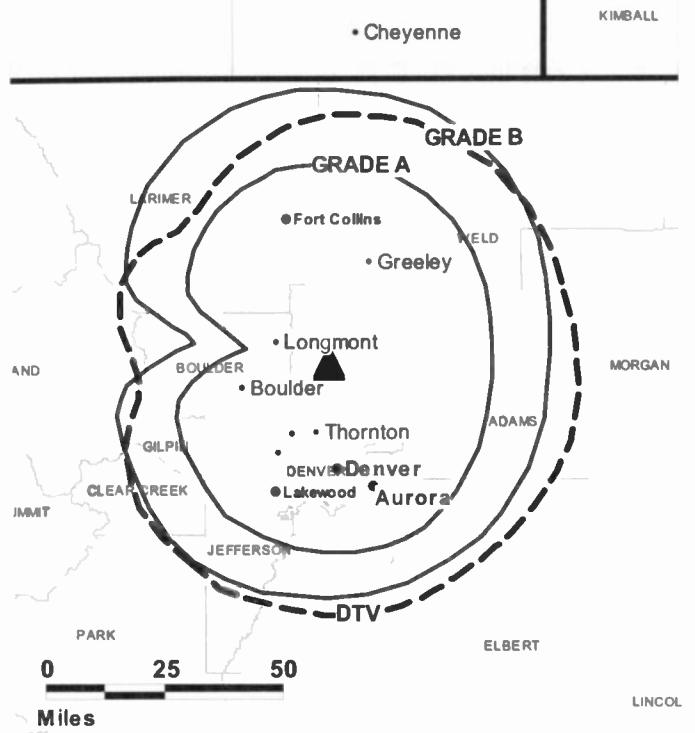 KIMBALL
Cheyenne
GRADE B
GRADE A
LARIMER
Fort Collins
WELD
Greeley
Longmont
AND
BOULDER
MORGAN
Boulder
ADAMS
Thornton
GILPIN
DENVER
Denver
CLEAR CREEK
Lakewood
Aurora
UMMIT
JEFFERSON
DTV
PARK
ELBERT
0 25 50
Miles
LINCOL